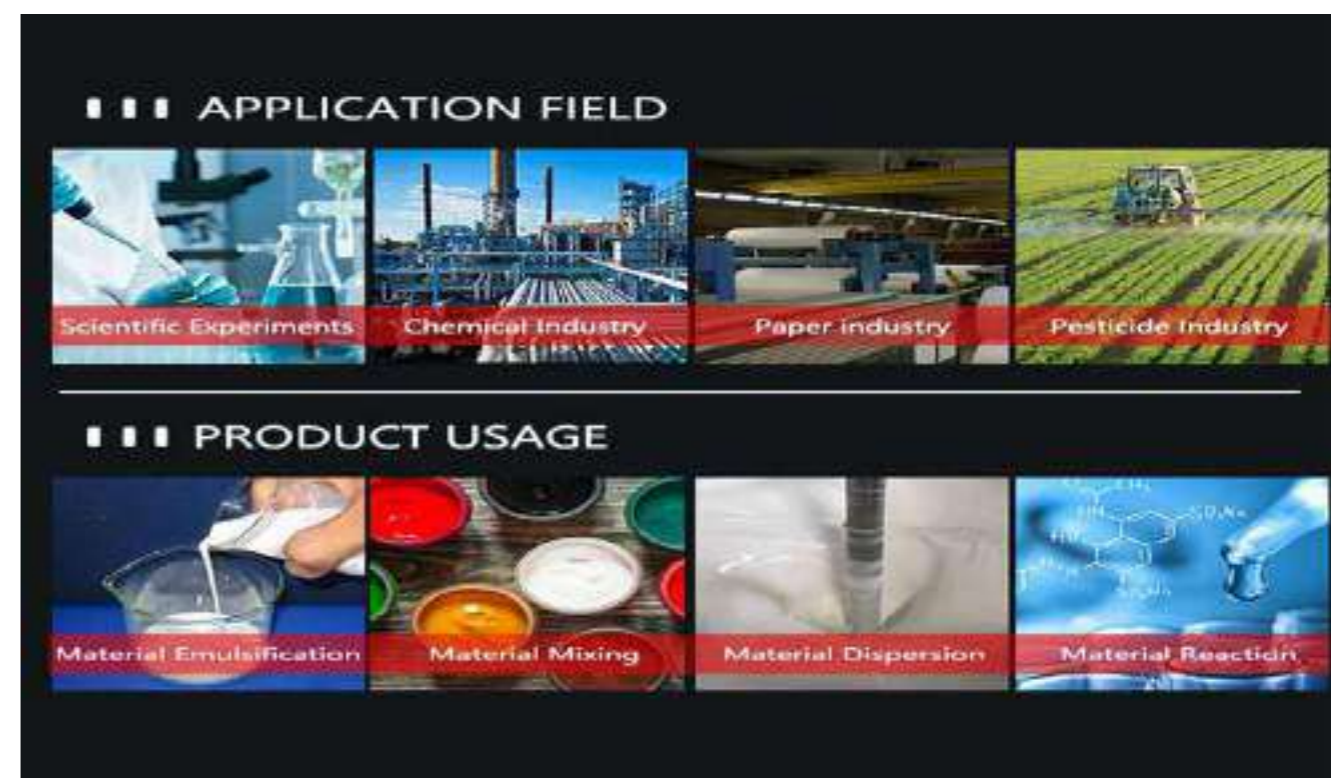 APPLICATION FIELD
Scientific Experiments
Chemical Industry
Paper industry
Pesticide Industry
PRODUCT USAGE
Material Emulsification
Material Mixing
Material Dispersion
Material Reaction